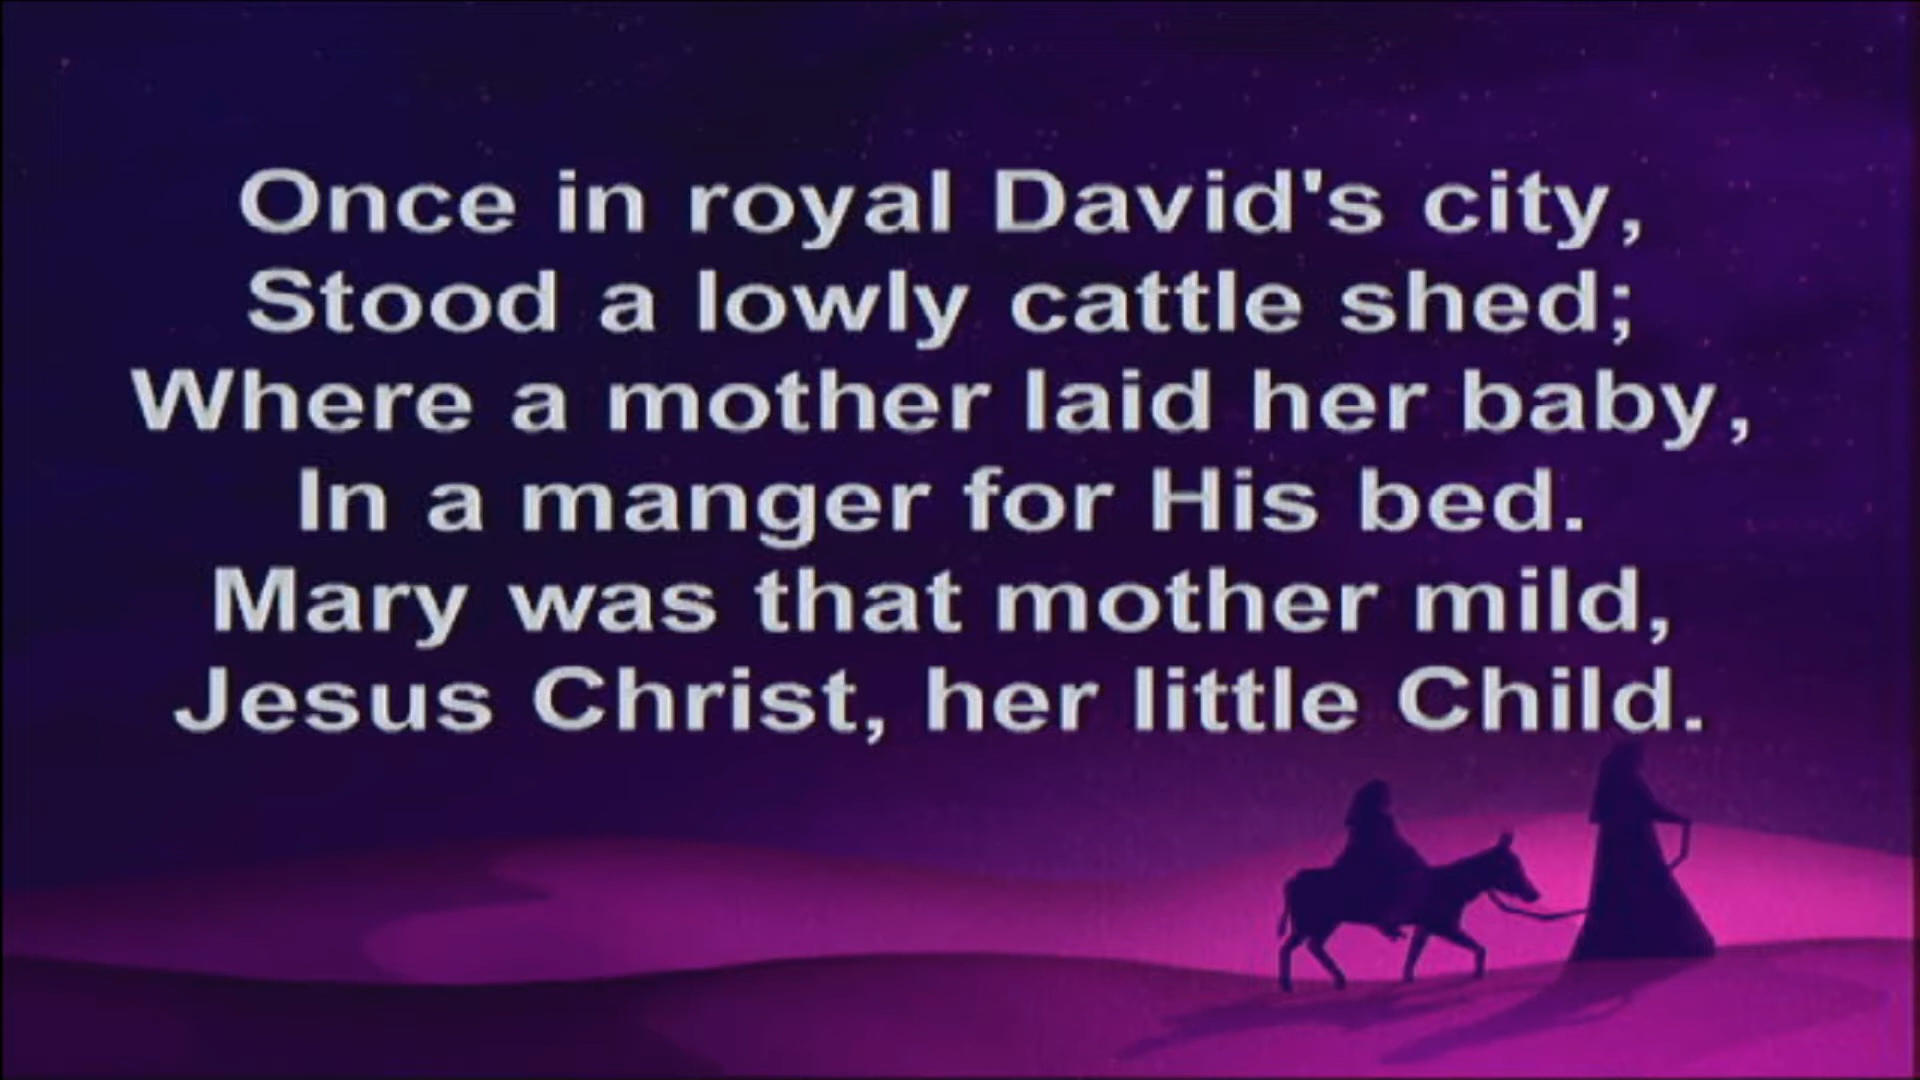 Once in royal David's city,
Stood a lowly cattle shed;
Where a mother laid her baby,
In a manger for His bed.
Mary was that mother mild,
Jesus Christ, her little Child.